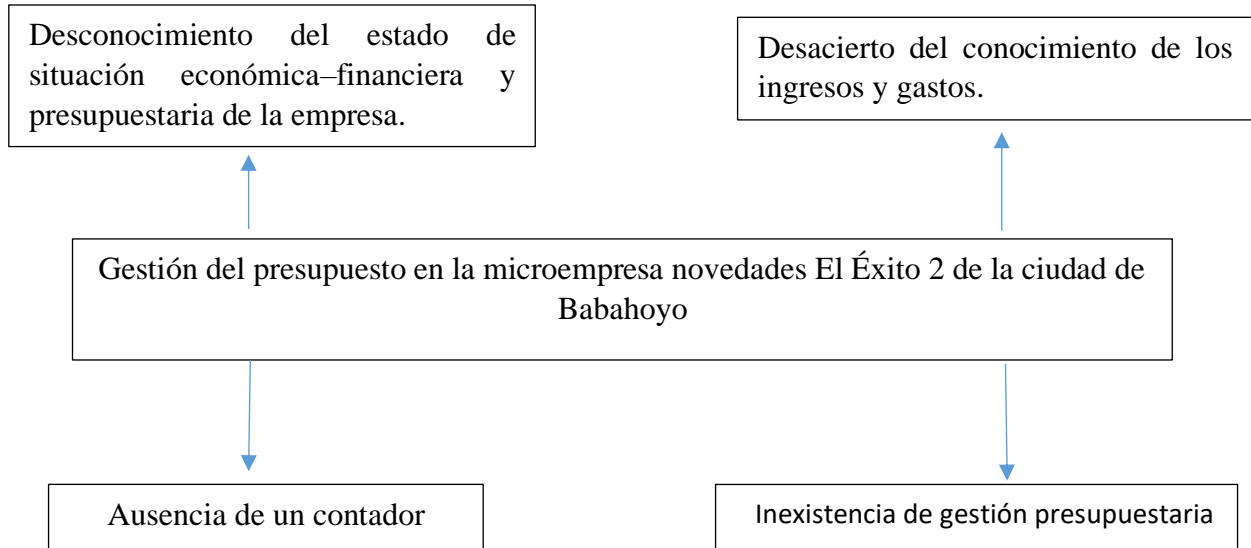 Desconocimiento del estado de
situación económica–financiera y
presupuestaria de la empresa.
Desacierto del conocimiento de los
ingresos y gastos.
Gestión del presupuesto en la microempresa novedades El Éxito 2 de la ciudad de
Babahoyo
Ausencia de un contador
Inexistencia de gestión presupuestaria